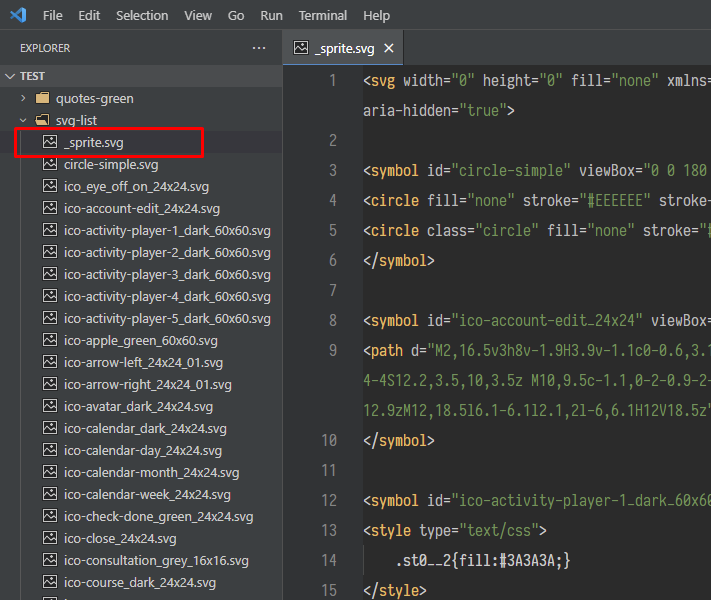 File Edit Selection View Go Run Terminal Help
EXPLORER ...
_sprite.svg
TEST
quotes-green
svg-list
_sprite.svg
circle-simple.svg
ico_eye_off_on_24x24.svg
ico-account-edit_24x24.svg
ico-activity-player-1_dark_60x60.svg
ico-activity-player-2_dark_60x60.svg
ico-activity-player-3_dark_60x60.svg
ico-activity-player-4_dark_60x60.svg
ico-activity-player-5_dark_60x60.svg
ico-apple_green_60x60.svg
ico-arrow-left_24x24_01.svg
ico-arrow-right_24x24_01.svg
ico-avatar_dark_24x24.svg
ico-calendar_dark_24x24.svg
ico-calendar-day_24x24.svg
ico-calendar-month_24x24.svg
ico-calendar-week_24x24.svg
ico-check-done_green_24x24.svg
ico-close_24x24.svg
ico-consultation_grey_16x16.svg
ico-course_dark_24x24.svg
1 <svg width="0" height="0" fill="none" xmlns=
aria-hidden="true">
2
3 <symbol id="circle-simple" viewBox="0 0 180
4 <circle fill="none" stroke="#EEEEEE" stroke-
5 <circle class="circle" fill="none" stroke="#
6 </symbol>
7
8 <symbol id="ico-account-edit_24x24" viewBox=
9 <path d="M2,16.5v3h8v-1.9H3.9v-1.1c0-0.6,3.1
4-4S12.2,3.5,10,3.5z M10,9.5c-1.1,0-2-0.9-2-
12.9zM12,18.5l6.1-6.1l2.1,2l-6,6.1H12V18.5z"
10 </symbol>
11
12 <symbol id="ico-activity-player-1_dark_60x60
13 <style type="text/css">
14 .st0__2{fill:#3A3A3A;}
15 </style>